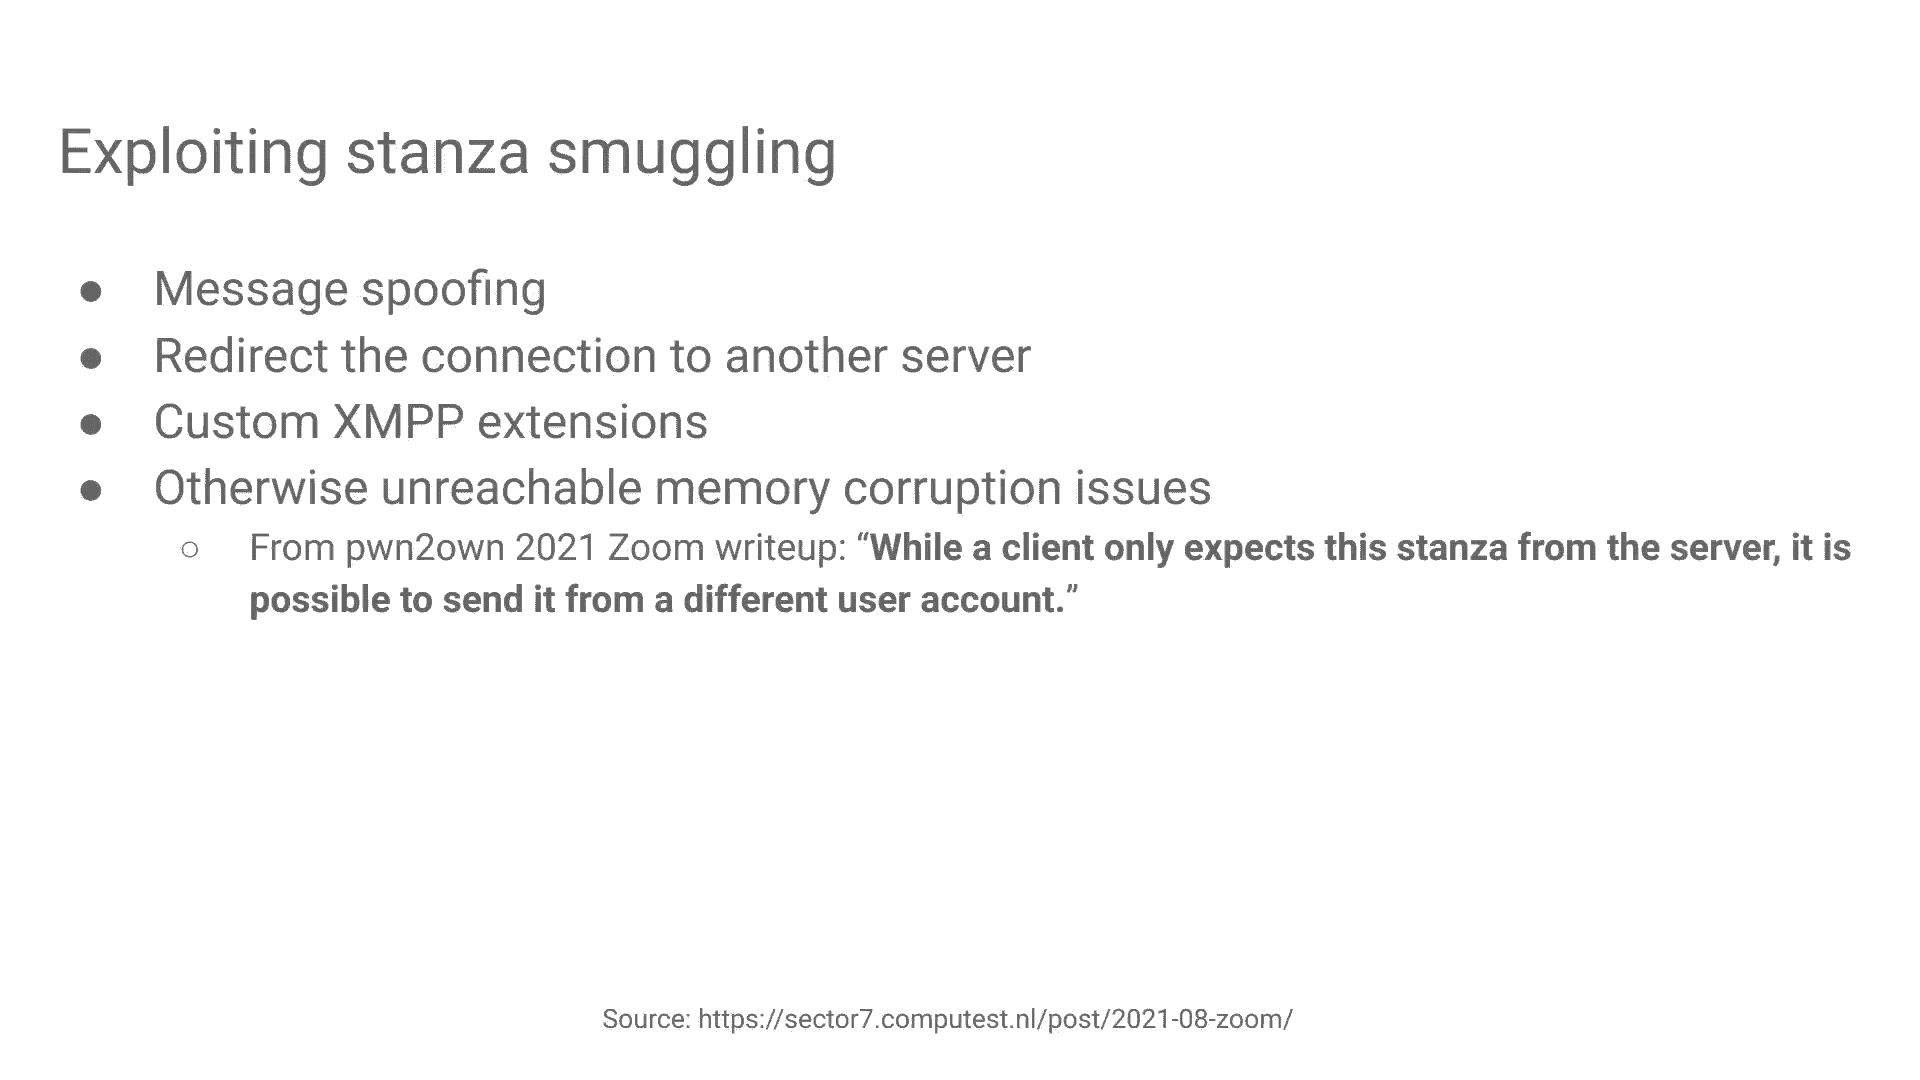 Exploiting stanza smuggling
● Message spoofing
● Redirect the connection to another server
● Custom XMPP extensions
● Otherwise unreachable memory corruption issues
○ From pwn2own 2021 Zoom writeup: “While a client only expects this stanza from the server, it is
possible to send it from a different user account.”
Source: https://sector7.computest.nl/post/2021-08-zoom/